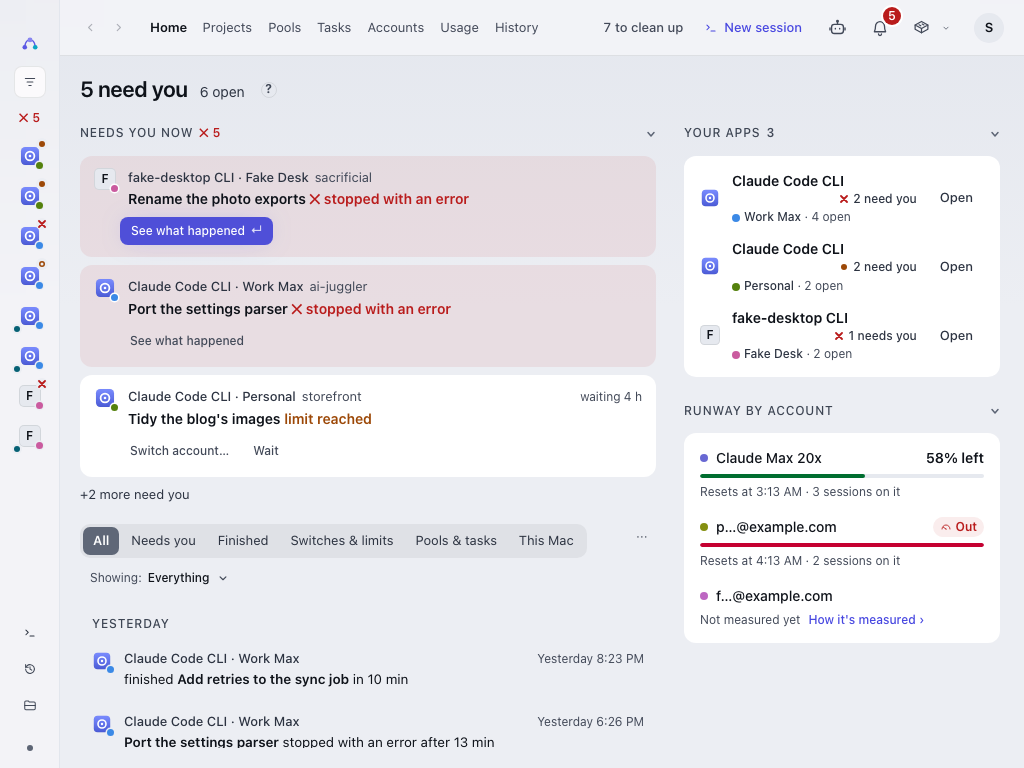 Home Projects Pools Tasks Accounts Usage History 7 to clean up New session 5 S
5 need you 6 open ?
5
NEEDS YOU NOW 5
F fake-desktop CLI · Fake Desk sacrificial
Rename the photo exports stopped with an error
See what happened
Claude Code CLI · Work Max ai-juggler
Port the settings parser stopped with an error
See what happened
Claude Code CLI · Personal storefront waiting 4 h
Tidy the blog's images limit reached
Switch account... Wait
+2 more need you
All Needs you Finished Switches & limits Pools & tasks This Mac ...
Showing: Everything
YESTERDAY
Claude Code CLI · Work Max Yesterday 8:23 PM
finished Add retries to the sync job in 10 min
Claude Code CLI · Work Max Yesterday 6:26 PM
Port the settings parser stopped with an error after 13 min
F
F
YOUR APPS 3
Claude Code CLI
2 need you Open
Work Max · 4 open
Claude Code CLI
2 need you Open
Personal · 2 open
fake-desktop CLI
F 1 needs you Open
Fake Desk · 2 open
RUNWAY BY ACCOUNT
Claude Max 20x 58% left
Resets at 3:13 AM · 3 sessions on it
p...@example.com Out
Resets at 4:13 AM · 2 sessions on it
f...@example.com
Not measured yet How it's measured ›